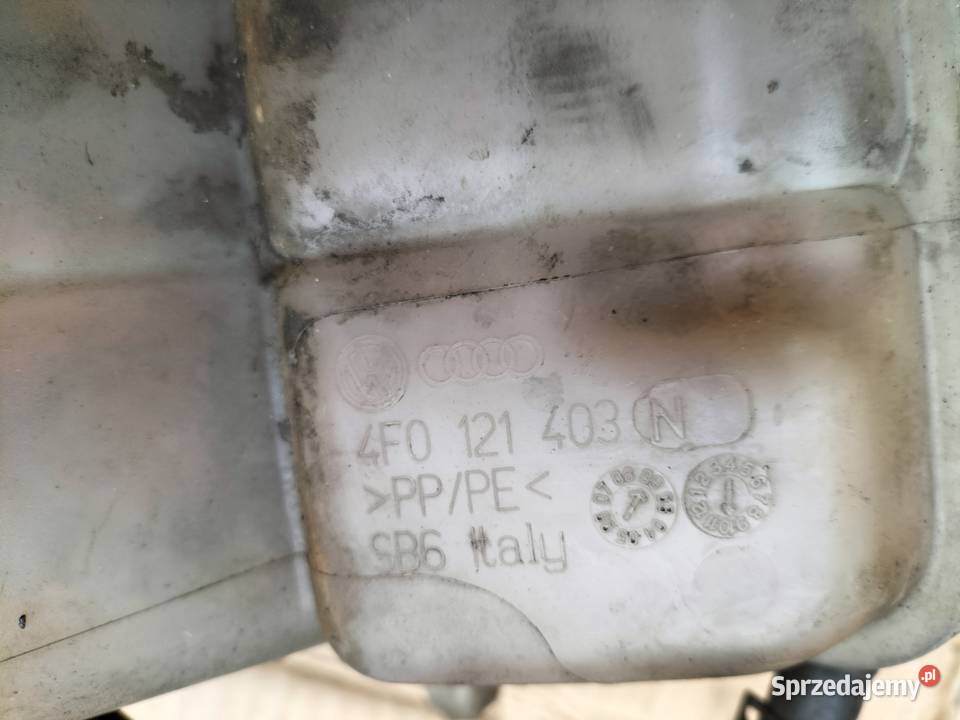 4F0 121 403 N
>PP/PE<
SB6 Italy
Sprzedajemy.pl